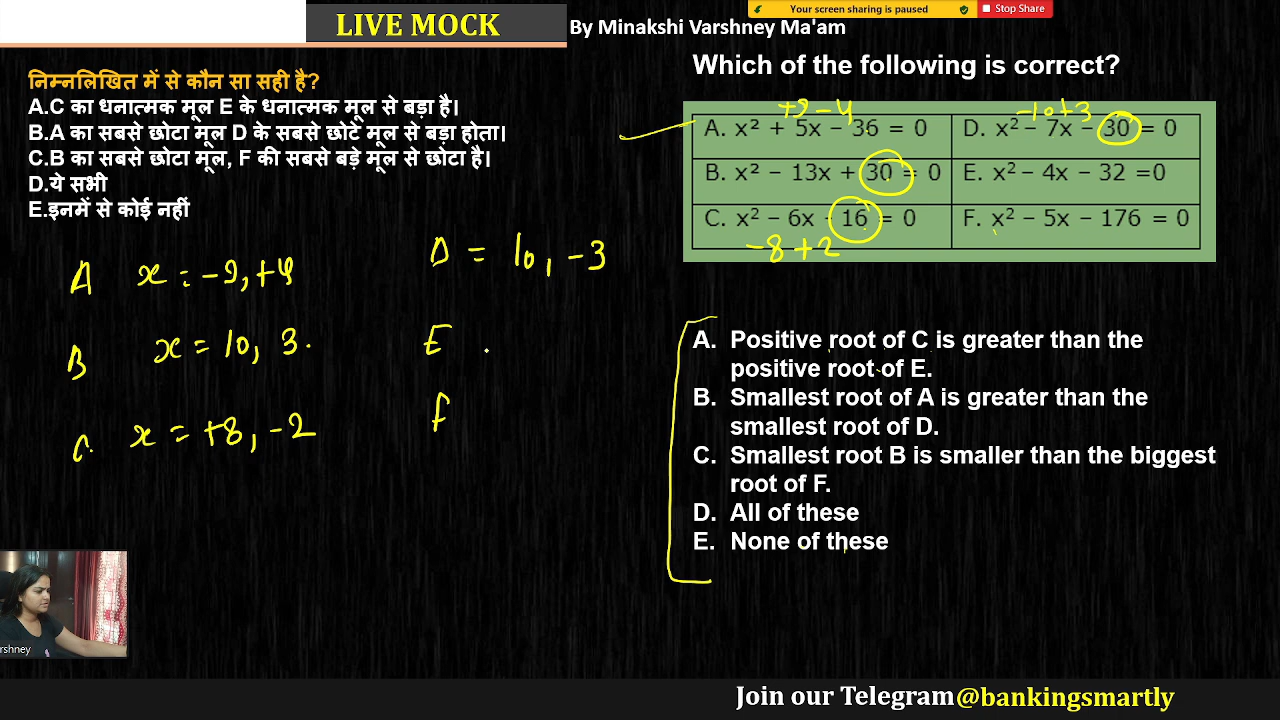 LIVE MOCK
By Minakshi Varshney Ma'am
Your screen sharing is paused
Stop Share
निम्नलिखित में से कौन सा सही है?
A.C का धनात्मक मूल E के धनात्मक मूल से बड़ा है।
B.A का सबसे छोटा मूल D के सबसे छोटे मूल से बड़ा होता।
C.B का सबसे छोटा मूल, F की सबसे बड़े मूल से छोटा है।
D.ये सभी
E.इनमें से कोई नहीं
A x = -9, +4
B x = 10, 3.
C x = +8, -2
D = 10, -3
E
F
Which of the following is correct?
+9 - 4
-10 + 3
A. x² + 5x − 36 = 0 D. x² − 7x − 30 = 0
B. x² − 13x + 30 = 0 E. x² − 4x − 32 =0
C. x² − 6x - 16 = 0 F. x² − 5x − 176 = 0
-8 + 2
A. Positive root of C is greater than the
positive root of E.
B. Smallest root of A is greater than the
smallest root of D.
C. Smallest root B is smaller than the biggest
root of F.
D. All of these
E. None of these
rshney
Join our Telegram@bankingsmartly